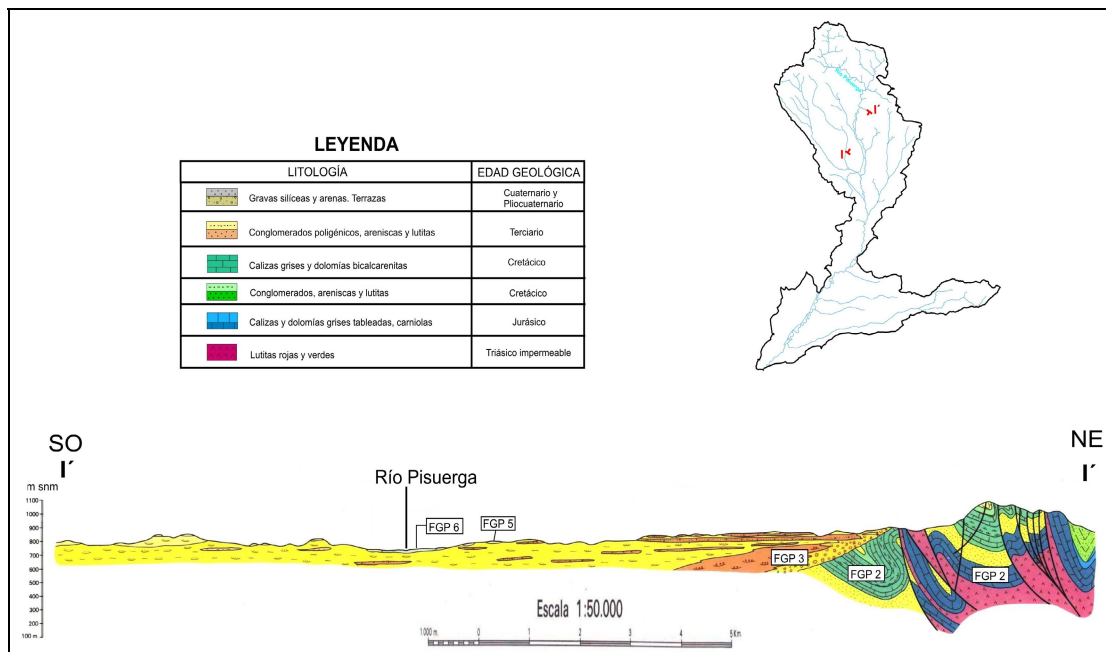 Río Pisuerga
I´
I´
LEYENDA
LITOLOGÍA EDAD GEOLÓGICA
Gravas silíceas y arenas. Terrazas Cuaternario y
Pliocuaternario
Conglomerados poligénicos, areniscas y lutitas Terciario
Calizas grises y dolomías bicalcarenitas Cretácico
Conglomerados, areniscas y lutitas Cretácico
Calizas y dolomías grises tableadas, carniolas Jurásico
Lutitas rojas y verdes Triásico impermeable
SO
I´
NE
I´
m snm
Río Pisuerga
1100
1000
900
800
700
600
500
400
300
200
100 m
FGP 6
FGP 5
FGP 3
FGP 2
FGP 2
Escala 1:50.000
1.000 m. 0 1 2 3 4 5 Km.